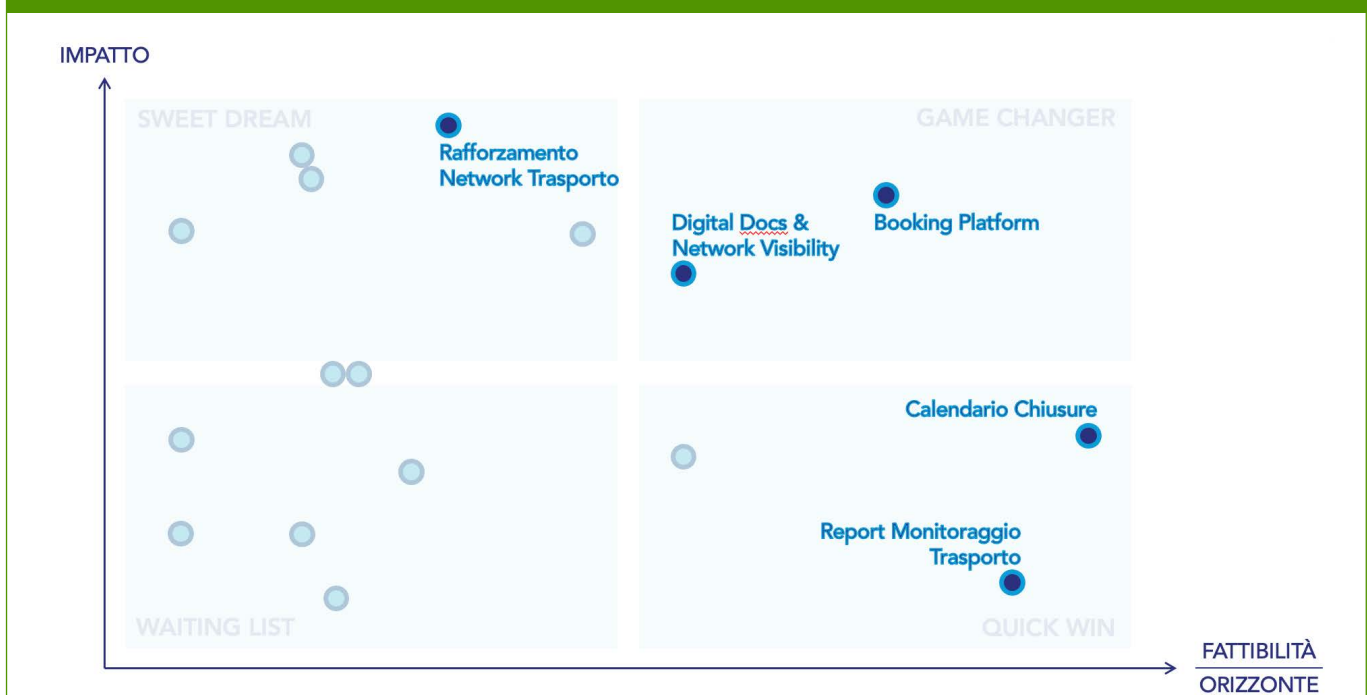 IMPATTO
SWEET DREAM
GAME CHANGER
Rafforzamento
Network Trasporto
Digital Docs &
Network Visibility
Booking Platform
Calendario Chiusure
Report Monitoraggio
Trasporto
WAITING LIST
QUICK WIN
FATTIBILITÀ
ORIZZONTE